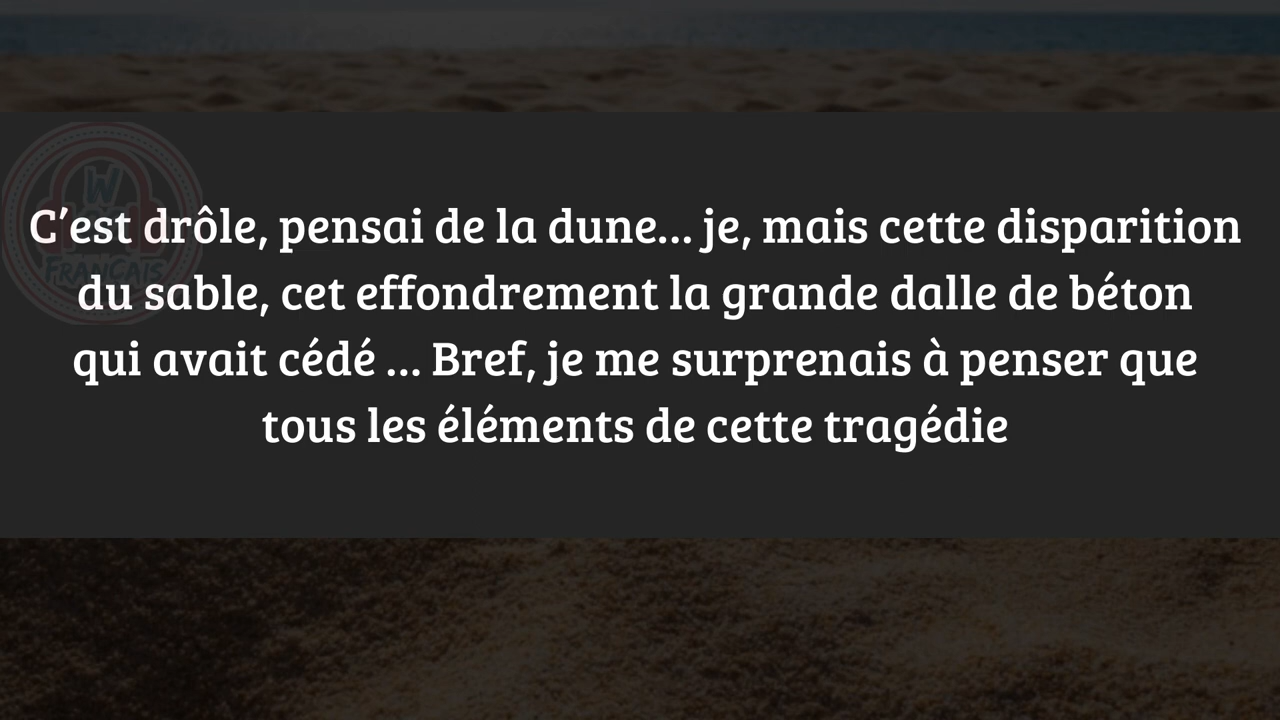 W
FRANÇAIS
C’est drôle, pensai de la dune... je, mais cette disparition
du sable, cet effondrement la grande dalle de béton
qui avait cédé ... Bref, je me surprenais à penser que
tous les éléments de cette tragédie